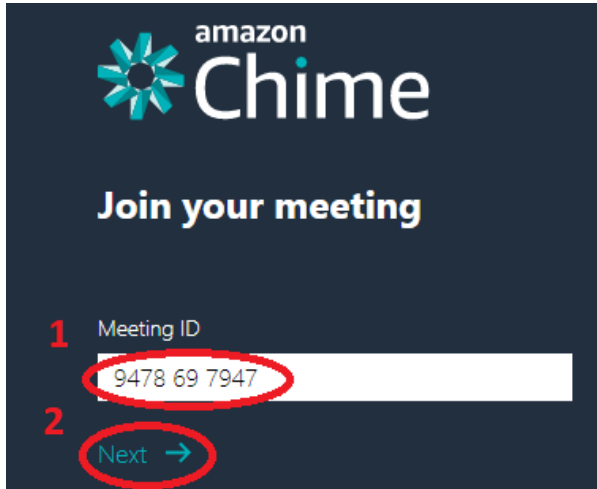 amazon
Chime
Join your meeting
1 Meeting ID
9478 69 7947
2
Next →